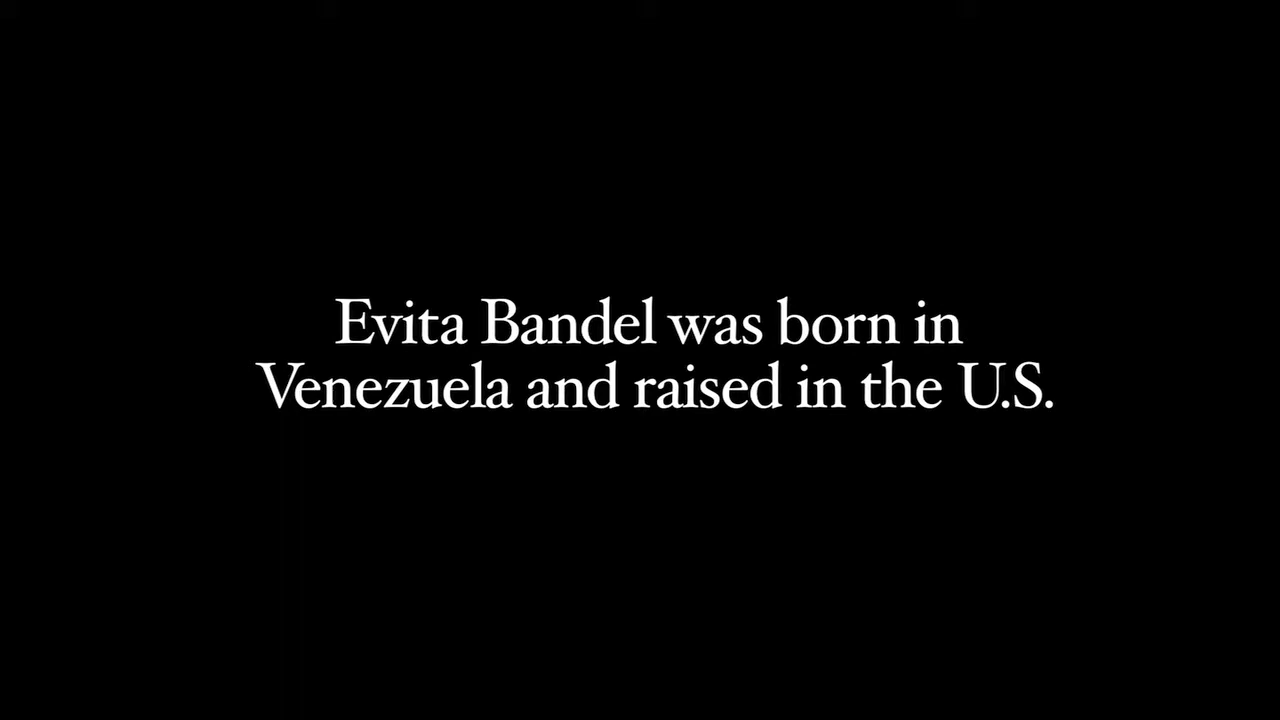 Evita Bandel was born in
Venezuela and raised in the U.S.